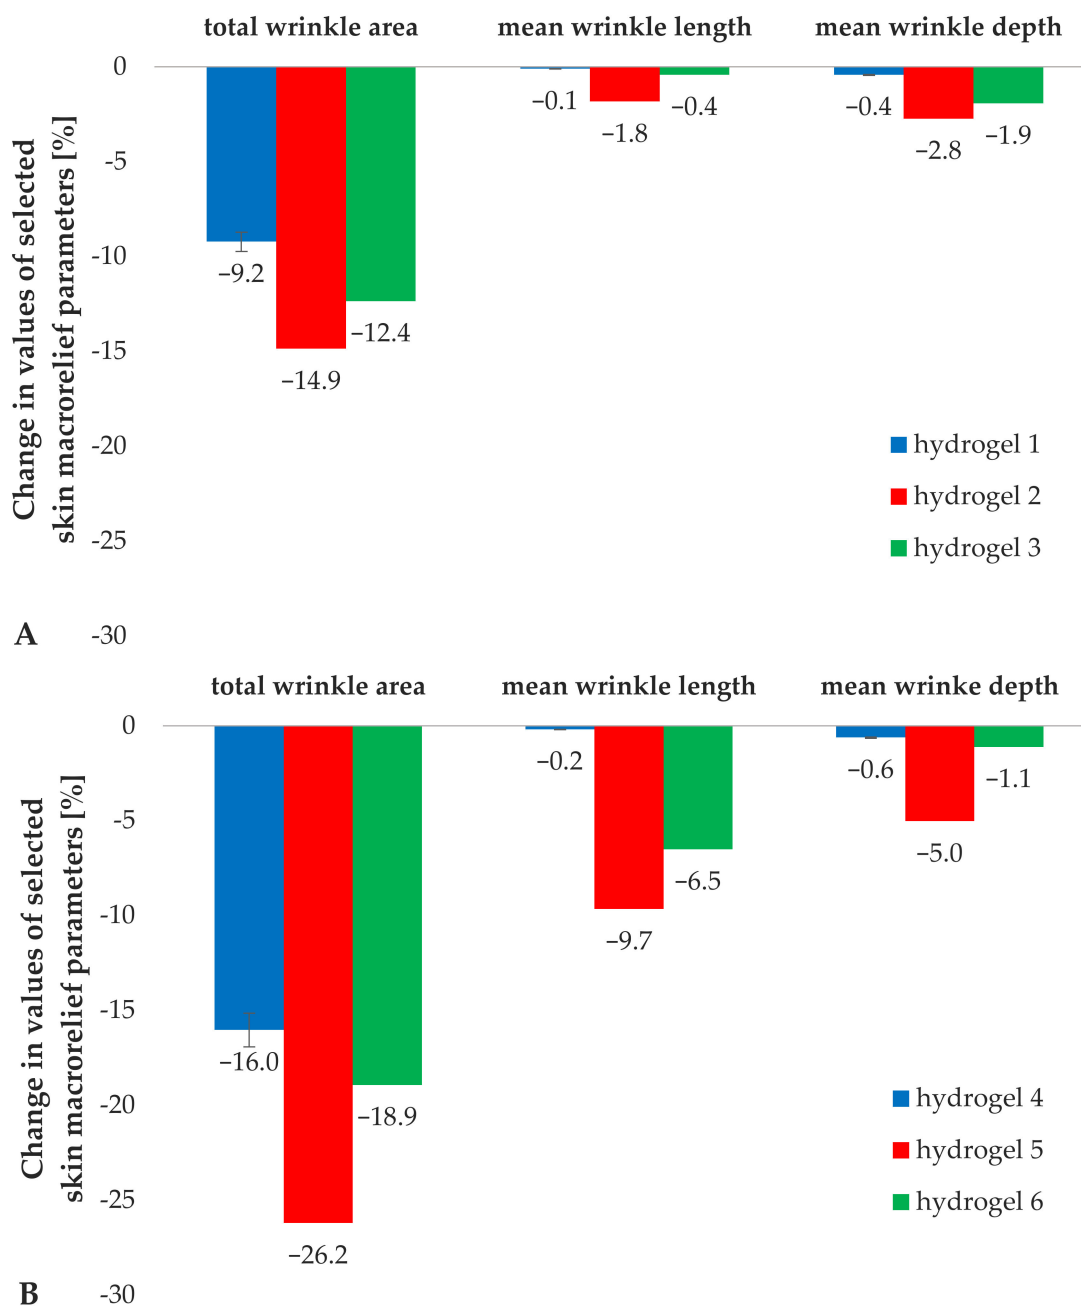 total wrinkle area mean wrinkle length mean wrinkle depth
Change in values of selected
skin macrorelief parameters [%]
0
-5
-10
-15
-20
-25
-30
−9.2
−14.9
−12.4
−0.1
−1.8
−0.4
−0.4
−2.8
−1.9
hydrogel 1
hydrogel 2
hydrogel 3
A
total wrinkle area mean wrinkle length mean wrinke depth
Change in values of selected
skin macrorelief parameters [%]
0
-5
-10
-15
-20
-25
-30
−16.0
−26.2
−18.9
−0.2
−9.7
−6.5
−0.6
−5.0
−1.1
hydrogel 4
hydrogel 5
hydrogel 6
B